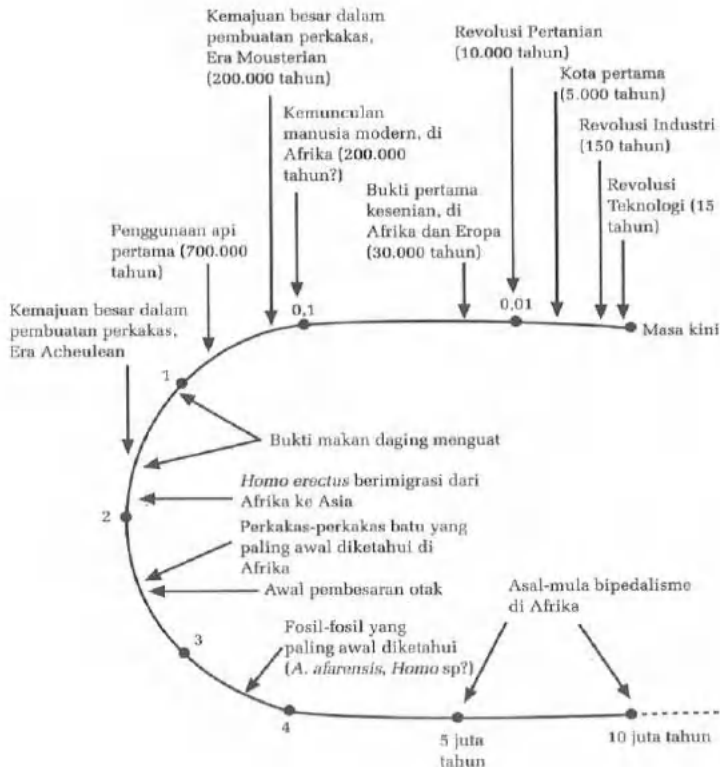 Kemajuan besar dalam
pembuatan perkakas,
Era Mousterian
(200.000 tahun)
Revolusi Pertanian
(10.000 tahun)
Kota pertama
(5.000 tahun)
Kemunculan
manusia modern, di
Afrika (200.000
tahun?)
Revolusi Industri
(150 tahun)
Bukti pertama
kesenian, di
Afrika dan Eropa
(30.000 tahun)
Revolusi
Teknologi (15
tahun)
Penggunaan api
pertama (700.000
tahun)
Kemajuan besar dalam
pembuatan perkakas,
Era Acheulean
0,1
0,01
Masa kini
1
Bukti makan daging menguat
Homo erectus berimigrasi dari
Afrika ke Asia
2
Perkakas-perkakas batu yang
paling awal diketahui di
Afrika
Awal pembesaran otak
Asal-mula bipedalisme
di Afrika
3
Fosil-fosil yang
paling awal diketahui
(A. afarensis, Homo sp?)
4
5 juta
tahun
10 juta tahun